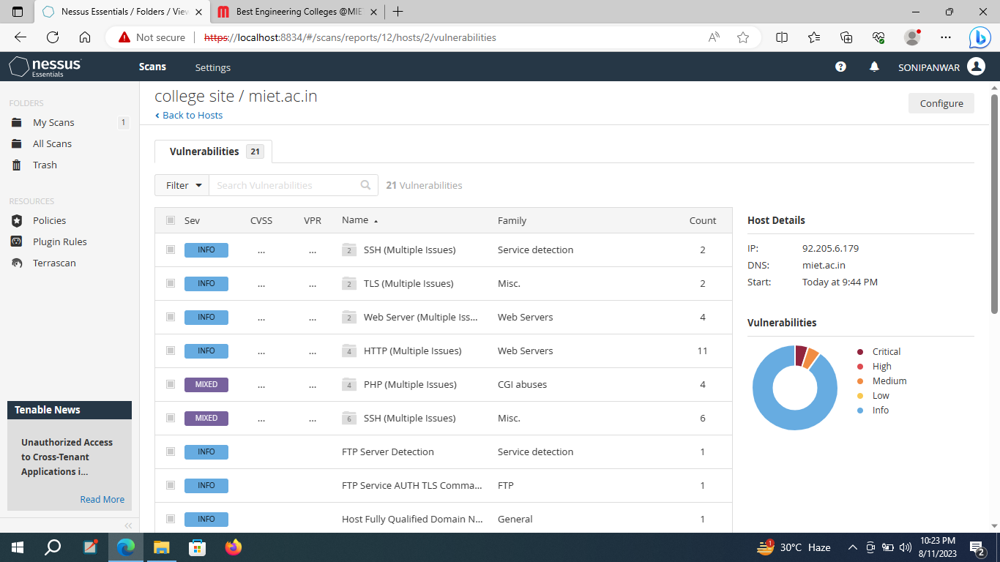 Nessus Essentials / Folders / View
Best Engineering Colleges @MIE
Not secure
https://localhost:8834/#/scans/reports/12/hosts/2/vulnerabilities
nessus
Essentials
Scans
Settings
SONIPANWAR
FOLDERS
My Scans
1
All Scans
Trash
RESOURCES
Policies
Plugin Rules
Terrascan
Tenable News
Unauthorized Access
to Cross-Tenant
Applications i...
Read More
college site / miet.ac.in
Back to Hosts
Configure
Vulnerabilities 21
Filter
Search Vulnerabilities
21 Vulnerabilities
Sev CVSS VPR Name Family Count
INFO ... ... 2 SSH (Multiple Issues) Service detection 2
INFO ... ... 2 TLS (Multiple Issues) Misc. 2
INFO ... ... 2 Web Server (Multiple Iss... Web Servers 4
INFO ... ... 4 HTTP (Multiple Issues) Web Servers 11
MIXED ... ... 4 PHP (Multiple Issues) CGI abuses 4
MIXED ... ... 6 SSH (Multiple Issues) Misc. 6
INFO FTP Server Detection Service detection 1
INFO FTP Service AUTH TLS Comma... FTP 1
INFO Host Fully Qualified Domain N... General 1
Host Details
IP: 92.205.6.179
DNS: miet.ac.in
Start: Today at 9:44 PM
Vulnerabilities
Critical
High
Medium
Low
Info
1
30°C Haze
10:23 PM
8/11/2023
2